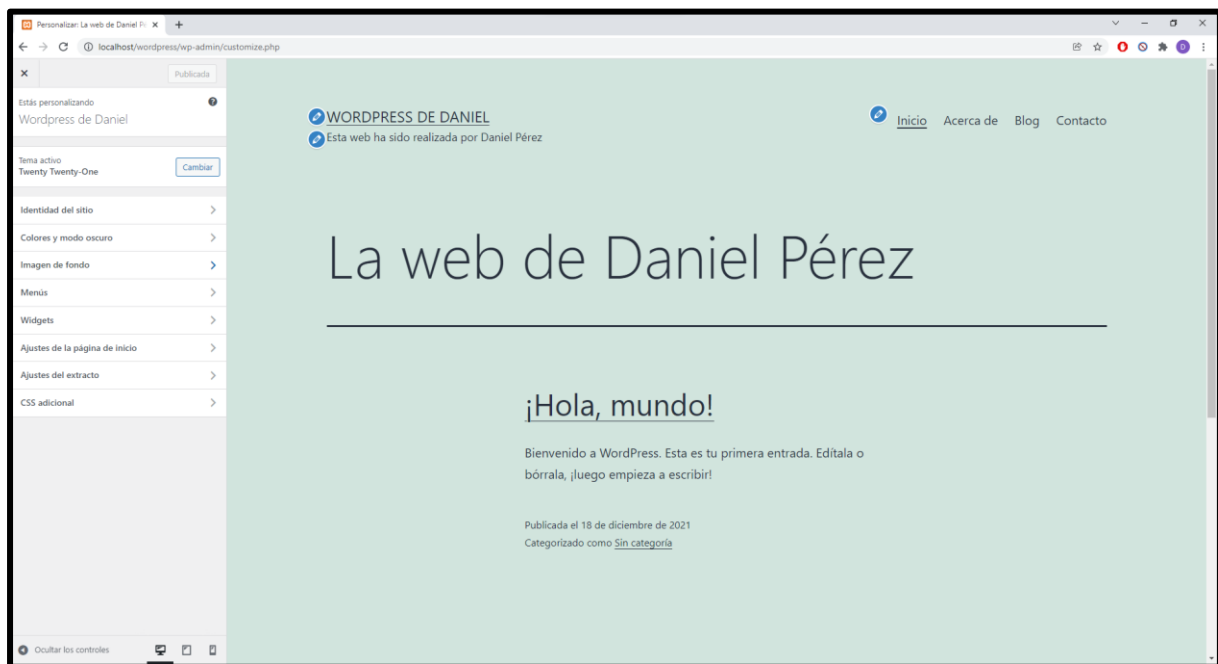 Personalizar: La web de Daniel Pé
localhost/wordpress/wp-admin/customize.php
D
Publicada
Estás personalizando
Wordpress de Daniel
Tema activo
Twenty Twenty-One
Cambiar
Identidad del sitio
Colores y modo oscuro
Imagen de fondo
Menús
Widgets
Ajustes de la página de inicio
Ajustes del extracto
CSS adicional
Ocultar los controles
WORDPRESS DE DANIEL
Esta web ha sido realizada por Daniel Pérez
Inicio Acerca de Blog Contacto
La web de Daniel Pérez
¡Hola, mundo!
Bienvenido a WordPress. Esta es tu primera entrada. Edítala o
bórrala, ¡luego empieza a escribir!
Publicada el 18 de diciembre de 2021
Categorizado como Sin categoría